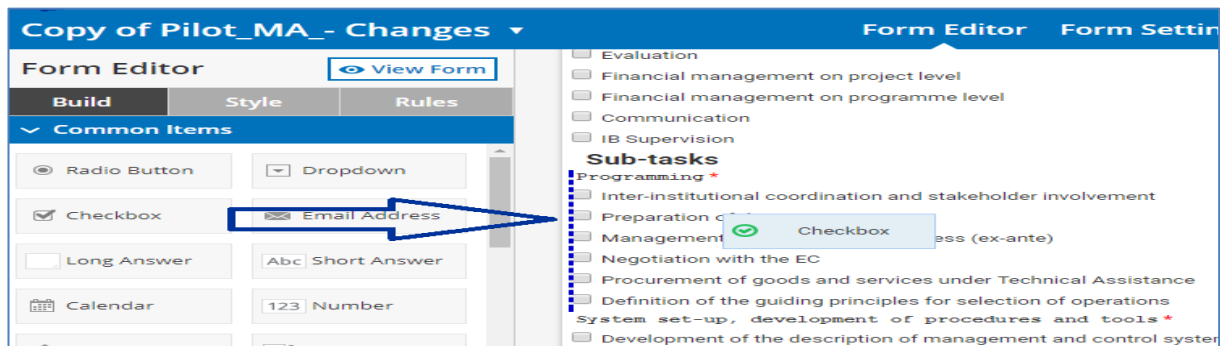 Copy of Pilot_MA_- Changes
Form Editor Form Settin
Form Editor View Form
Build Style Rules
Common Items
Radio Button Dropdown
Checkbox Email Address
Long Answer Abc Short Answer
Calendar 123 Number
Evaluation
Financial management on project level
Financial management on programme level
Communication
IB Supervision
Sub-tasks
Programming *
Inter-institutional coordination and stakeholder involvement
Preparation
Checkbox
Management ess (ex-ante)
Negotiation with the EC
Procurement of goods and services under Technical Assistance
Definition of the guiding principles for selection of operations
System set-up, development of procedures and tools *
Development of the description of management and control syster